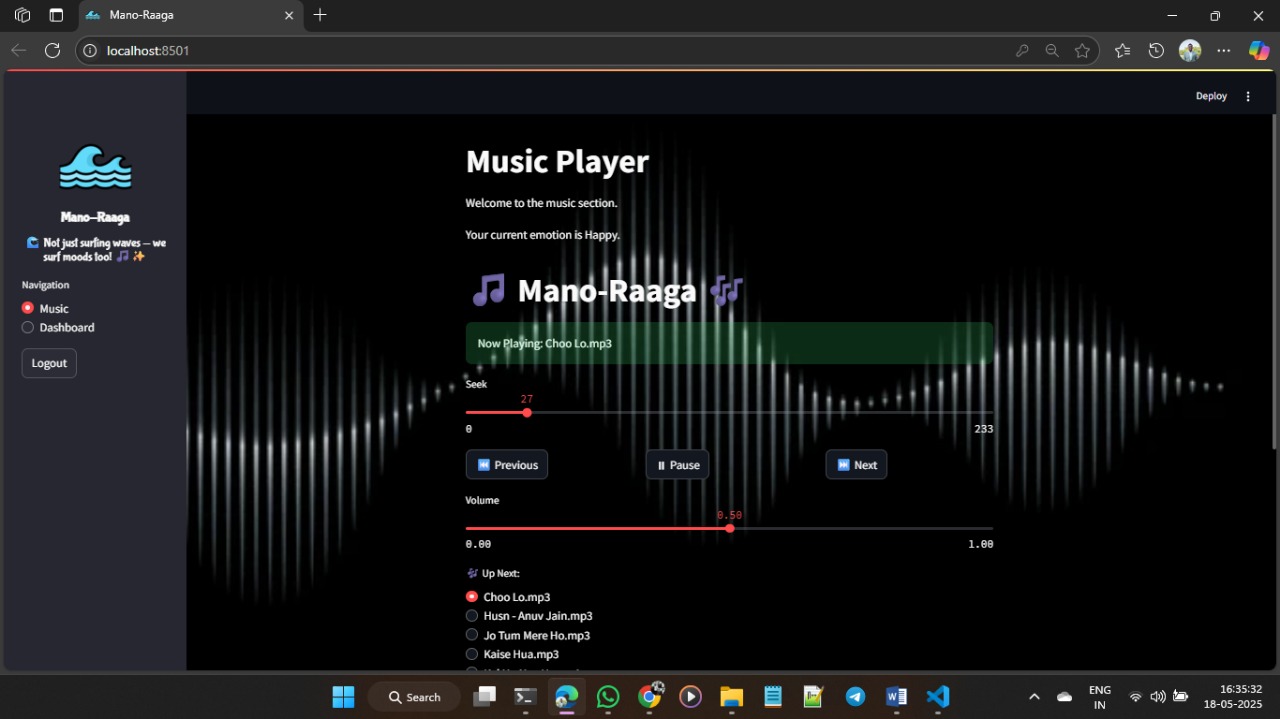 Mano-Raaga
localhost:8501
Deploy
Mano-Raaga
🌊 Not just surfing waves — we
surf moods too! 🎵 ✨
Navigation
Music
Dashboard
Logout
Music Player
Welcome to the music section.
Your current emotion is Happy.
🎵 Mano-Raaga 🎶
Now Playing: Choo Lo.mp3
Seek
27
0 233
⏪ Previous ⏸ Pause ⏩ Next
Volume
0.50
0.00 1.00
🎶 Up Next:
Choo Lo.mp3
Husn - Anuv Jain.mp3
Jo Tum Mere Ho.mp3
Kaise Hua.mp3
Search
ENG
IN
16:35:32
18-05-2025